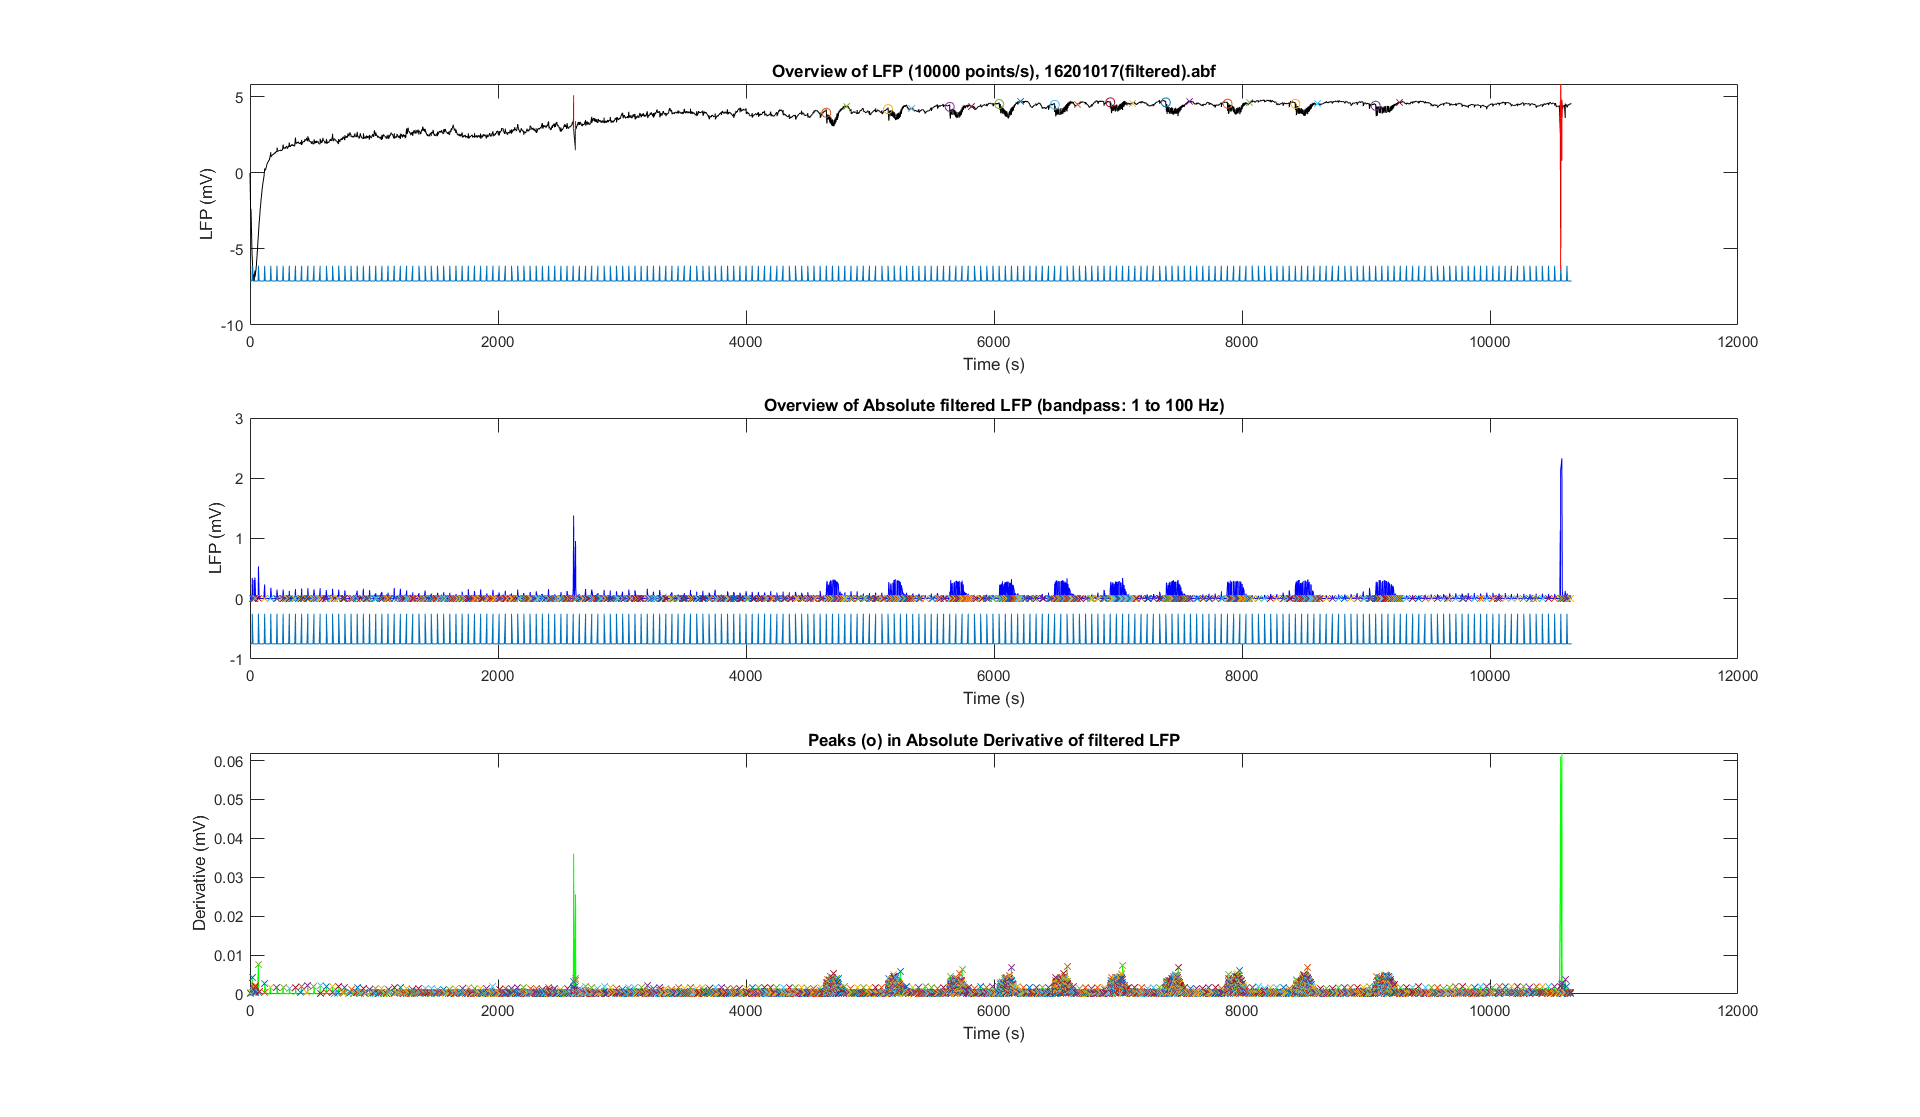 Overview of LFP (10000 points/s), 16201017(filtered).abf
5
0
-5
-10
LFP (mV)
0 2000 4000 6000 8000 10000 12000
Time (s)
Overview of Absolute filtered LFP (bandpass: 1 to 100 Hz)
3
2
1
0
-1
LFP (mV)
0 2000 4000 6000 8000 10000 12000
Time (s)
Peaks (o) in Absolute Derivative of filtered LFP
0.06
0.05
0.04
0.03
0.02
0.01
0
Derivative (mV)
0 2000 4000 6000 8000 10000 12000
Time (s)